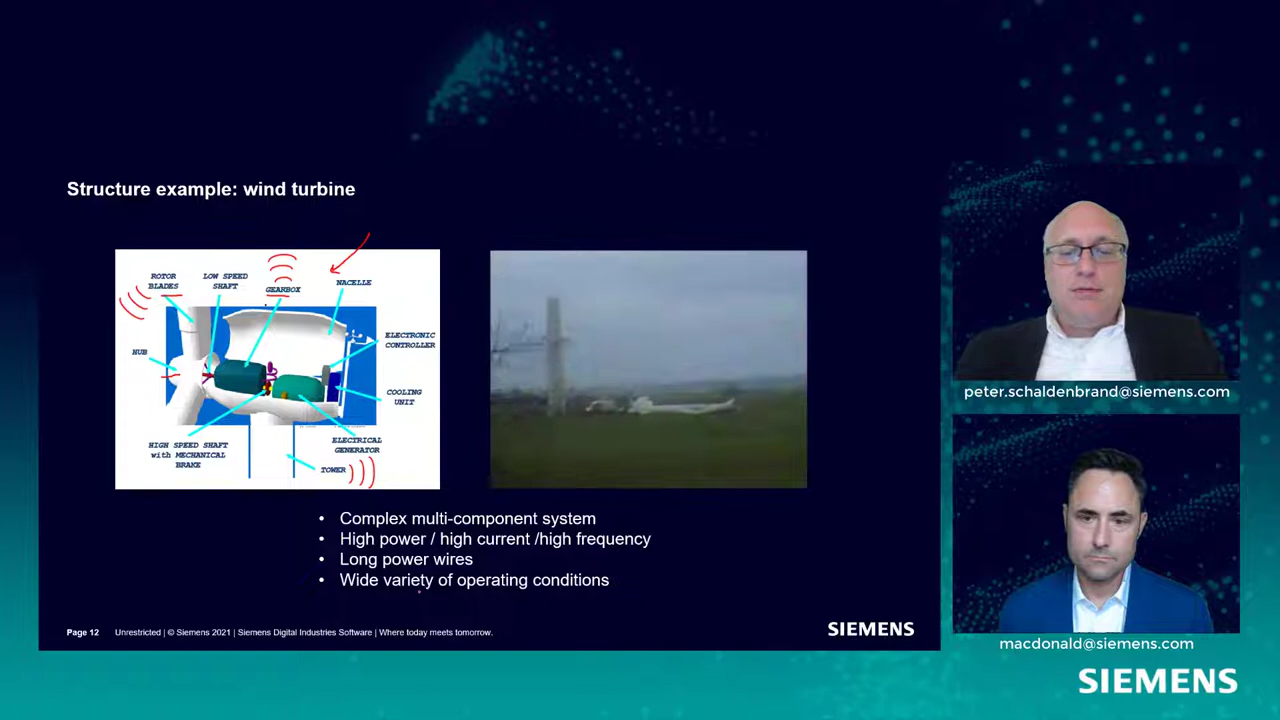 Structure example: wind turbine
ROTOR
BLADES
LOW SPEED
SHAFT
GEARBOX
NACELLE
HUB
ELECTRONIC
CONTROLLER
COOLING
UNIT
HIGH SPEED SHAFT
with MECHANICAL
BRAKE
ELECTRICAL
GENERATOR
TOWER
• Complex multi-component system
• High power / high current /high frequency
• Long power wires
• Wide variety of operating conditions
Page 12 Unrestricted | © Siemens 2021 | Siemens Digital Industries Software | Where today meets tomorrow.
SIEMENS
peter.schaldenbrand@siemens.com
macdonald@siemens.com
SIEMENS